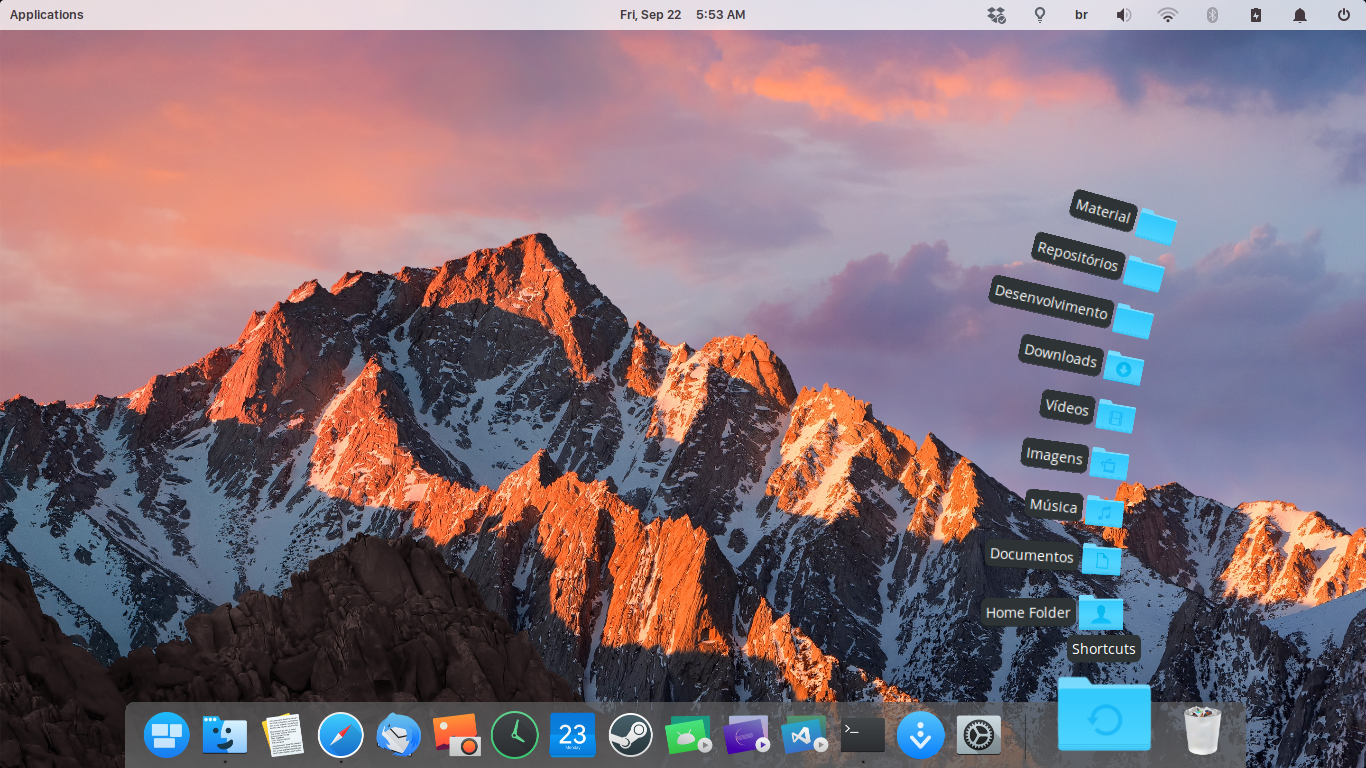 Applications
Fri, Sep 22 5:53 AM
br
Material
Repositórios
Desenvolvimento
Downloads
Vídeos
Imagens
Música
Documentos
Home Folder
Shortcuts
23
Monday
>_